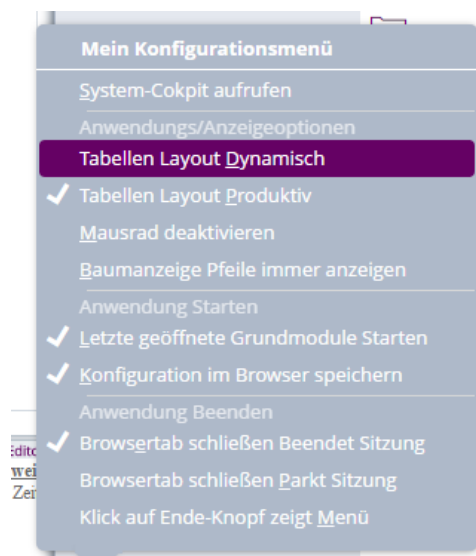 Mein Konfigurationsmenü
System-Cokpit aufrufen
Anwendungs/Anzeigeoptionen
Tabellen Layout Dynamisch
Tabellen Layout Produktiv
Mausrad deaktivieren
Baumanzeige Pfeile immer anzeigen
Anwendung Starten
Letzte geöffnete Grundmodule Starten
Konfiguration im Browser speichern
Anwendung Beenden
Browsertab schließen Beendet Sitzung
Browsertab schließen Parkt Sitzung
Klick auf Ende-Knopf zeigt Menü